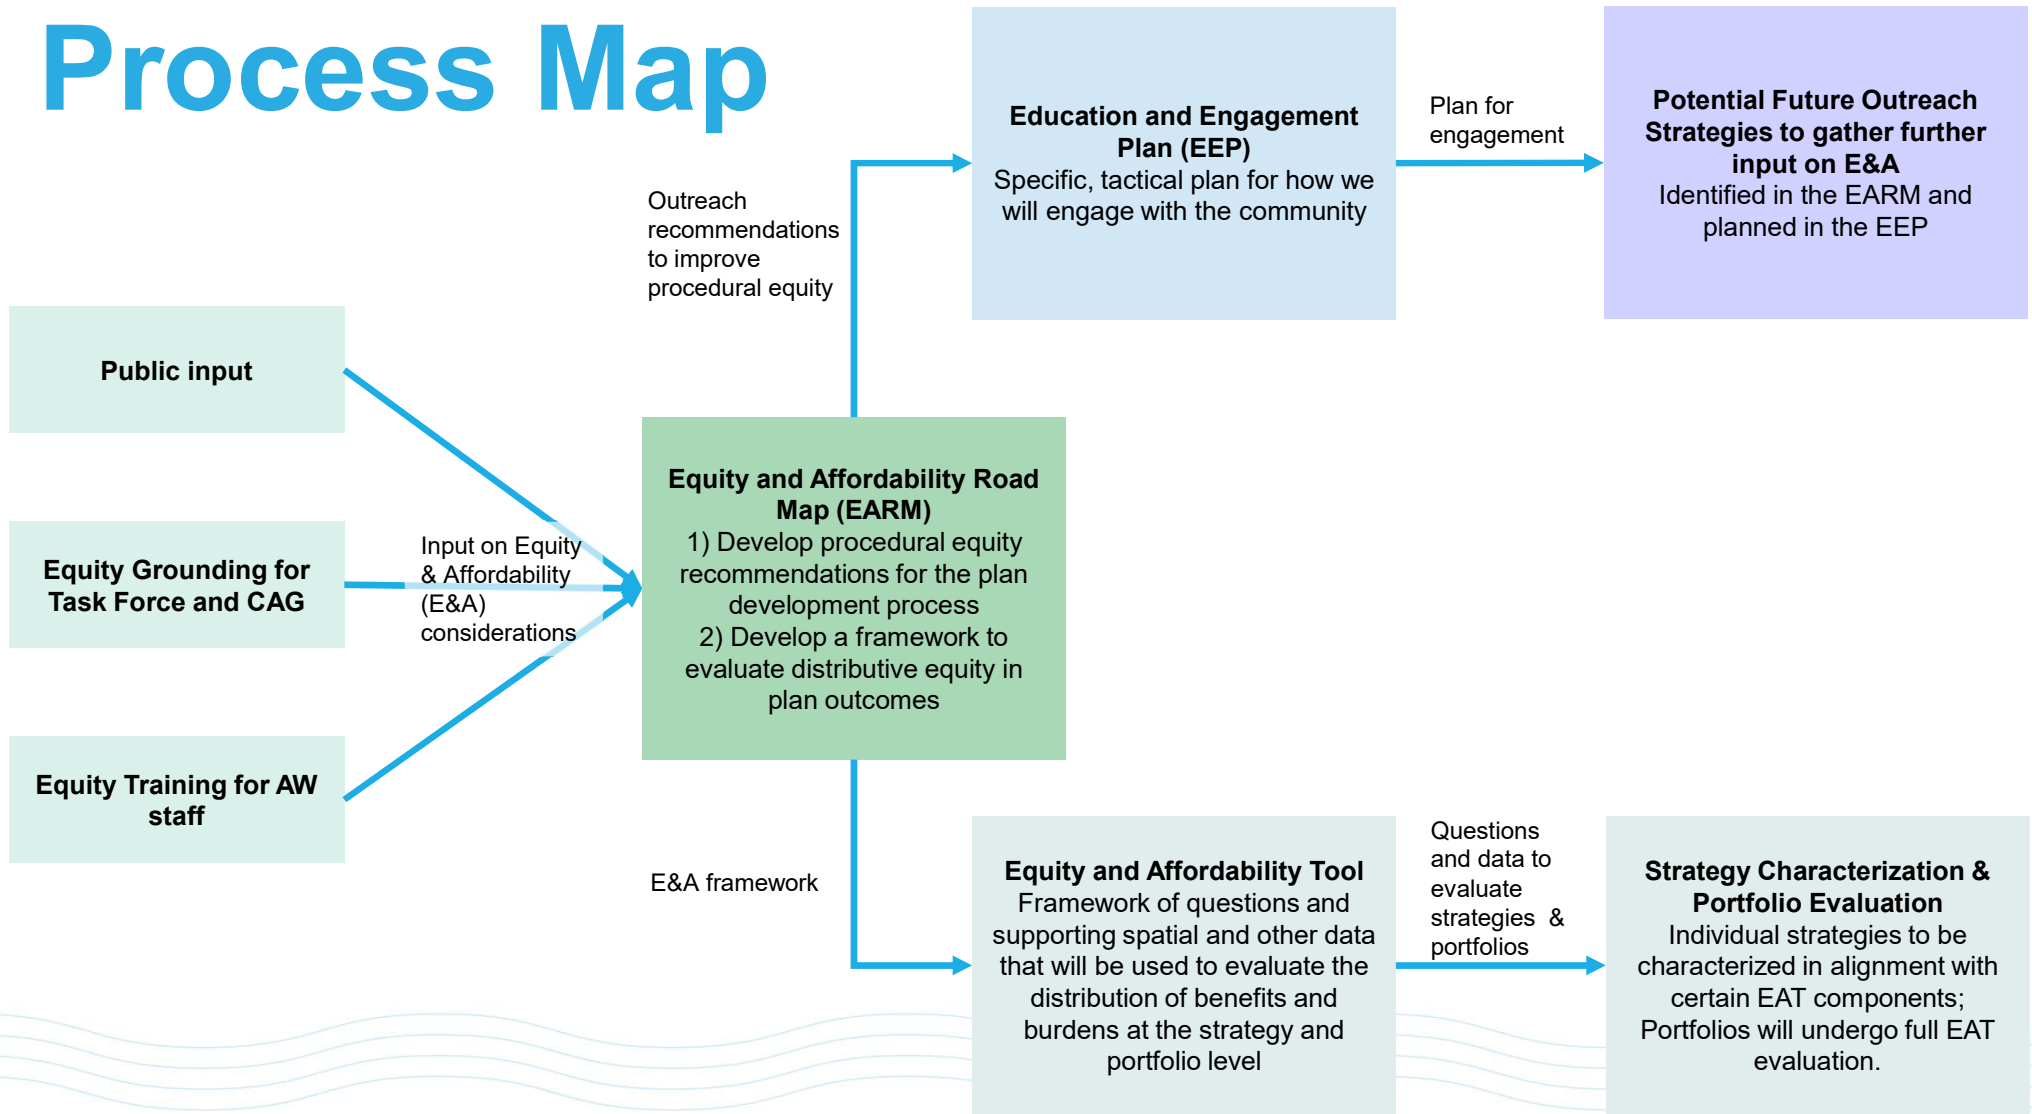 Process Map
Education and Engagement
Plan (EEP)
Specific, tactical plan for how we
will engage with the community
Plan for
engagement
Potential Future Outreach
Strategies to gather further
input on E&A
Identified in the EARM and
planned in the EEP
Outreach
recommendations
to improve
procedural equity
Public input
Equity Grounding for
Task Force and CAG
Equity Training for AW
staff
Input on Equity
& Affordability
(E&A)
considerations
Equity and Affordability Road
Map (EARM)
1) Develop procedural equity
recommendations for the plan
development process
2) Develop a framework to
evaluate distributive equity in
plan outcomes
E&A framework
Equity and Affordability Tool
Framework of questions and
supporting spatial and other data
that will be used to evaluate the
distribution of benefits and
burdens at the strategy and
portfolio level
Questions
and data to
evaluate
strategies  &
portfolios
Strategy Characterization &
Portfolio Evaluation
Individual strategies to be
characterized in alignment with
certain EAT components;
Portfolios will undergo full EAT
evaluation.